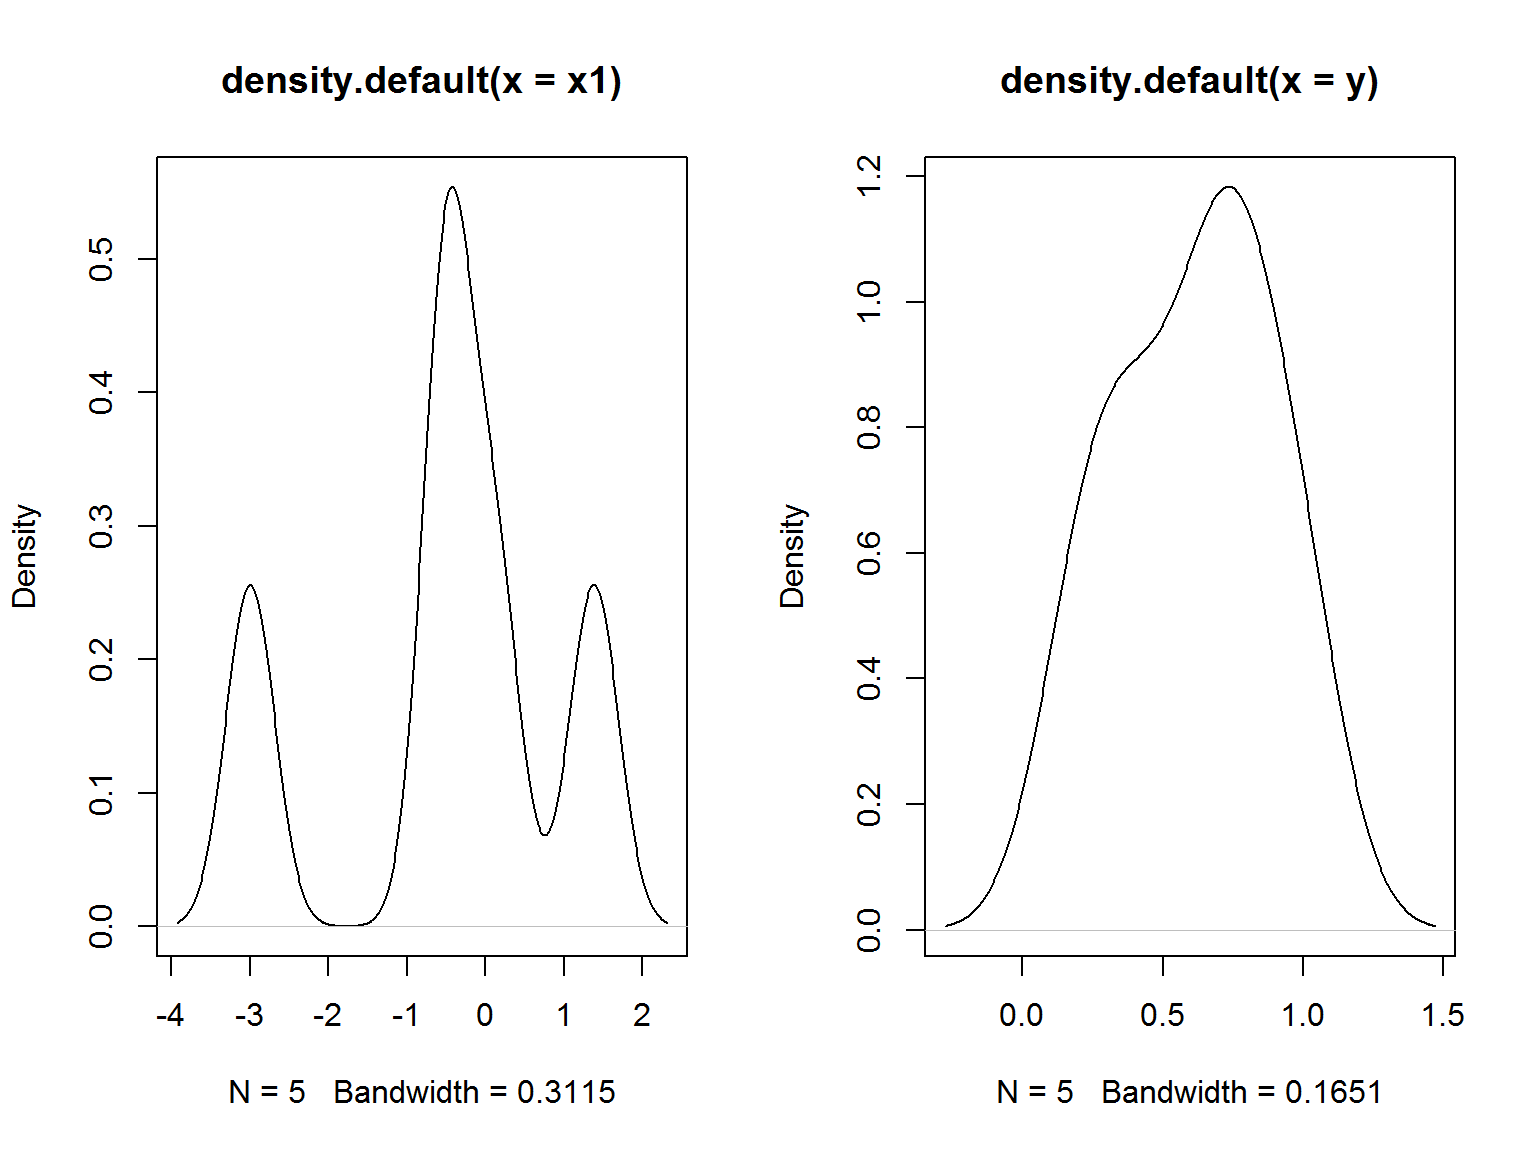 density.default(x = x1)
Density
0.0 0.1 0.2 0.3 0.4 0.5
-4 -3 -2 -1 0 1 2
N = 5 Bandwidth = 0.3115
density.default(x = y)
Density
0.0 0.2 0.4 0.6 0.8 1.0 1.2
0.0 0.5 1.0 1.5
N = 5 Bandwidth = 0.1651